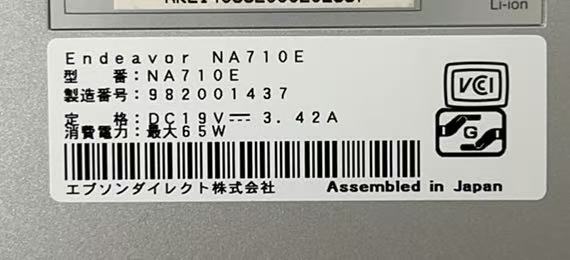 Li-ion
Endeavor NA710E
型 番：NA710E
製造番号：982001437
定 格：DC19V⎓ 3.42A
消費電力：最大65W
VCCI
G
エプソンダイレクト株式会社 Assembled in Japan